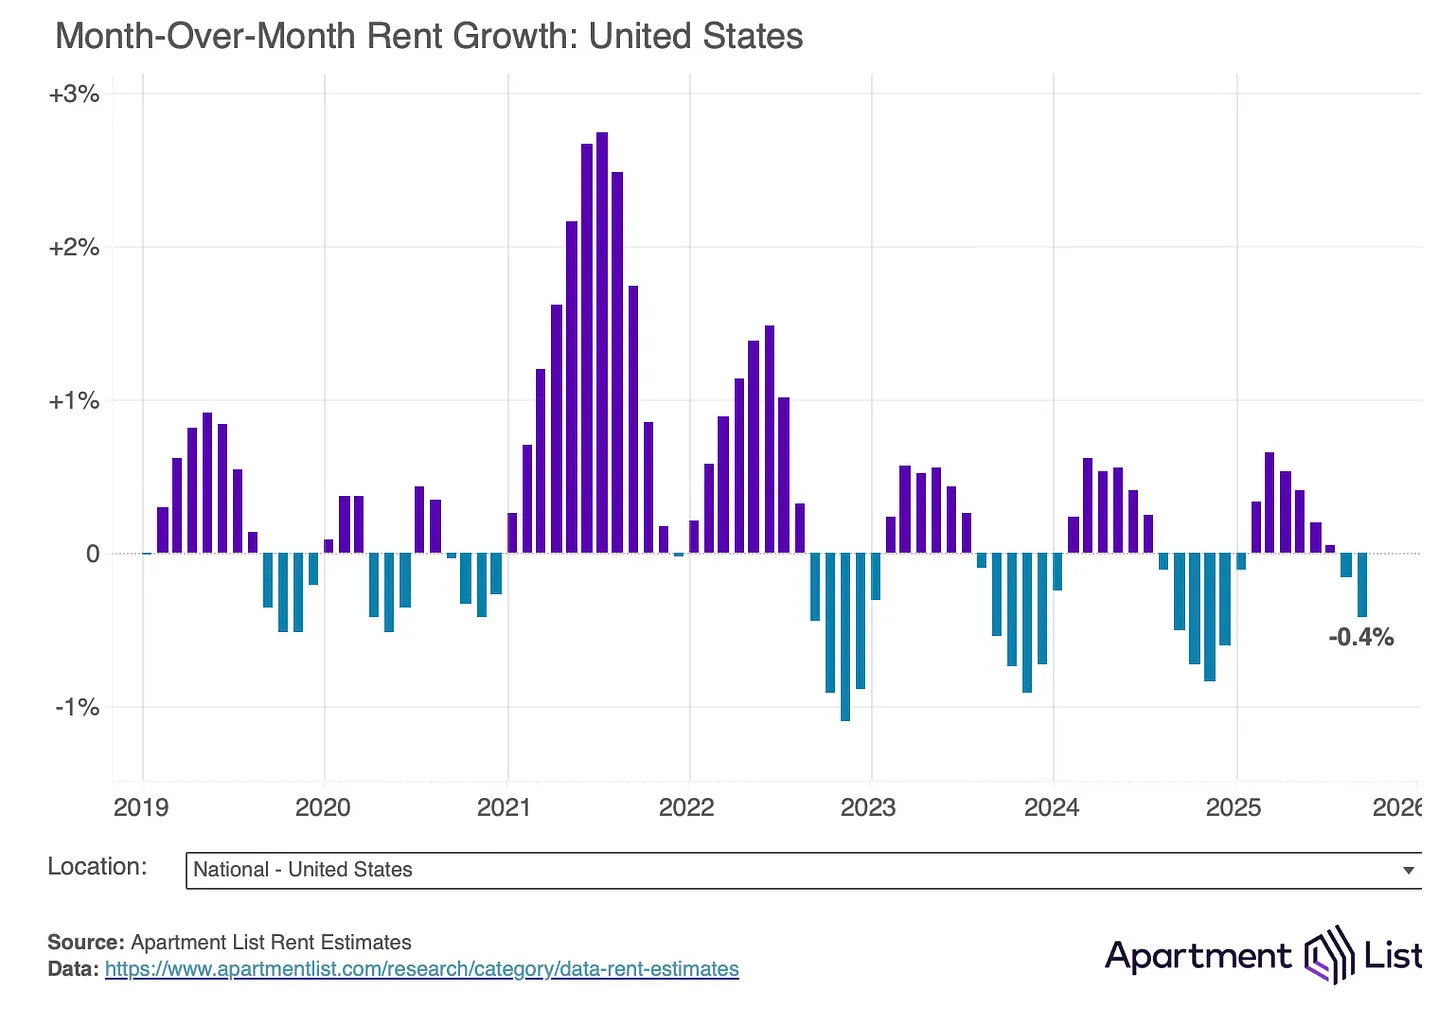 Month-Over-Month Rent Growth: United States
+3%
+2%
+1%
0
-1%
-0.4%
2019 2020 2021 2022 2023 2024 2025 2026
Location: National - United States
Source: Apartment List Rent Estimates
Data: https://www.apartmentlist.com/research/category/data-rent-estimates
Apartment List